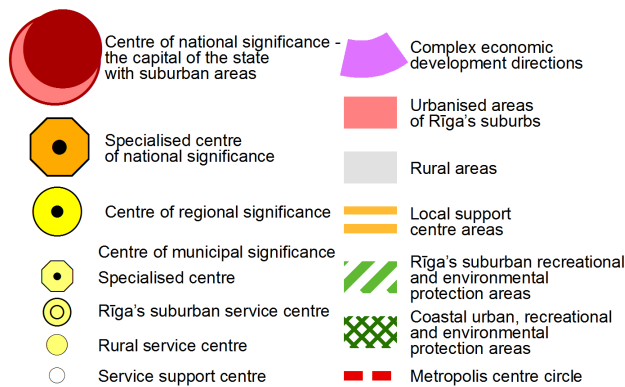 Centre of national significance -
the capital of the state
with suburban areas
Specialised centre
of national significance
Centre of regional significance
Centre of municipal significance
Specialised centre
Rīga's suburban service centre
Rural service centre
Service support centre
Complex economic
development directions
Urbanised areas
of Rīga's suburbs
Rural areas
Local support
centre areas
Rīga's suburban recreational
and environmental
protection areas
Coastal urban, recreational
and environmental
protection areas
Metropolis centre circle